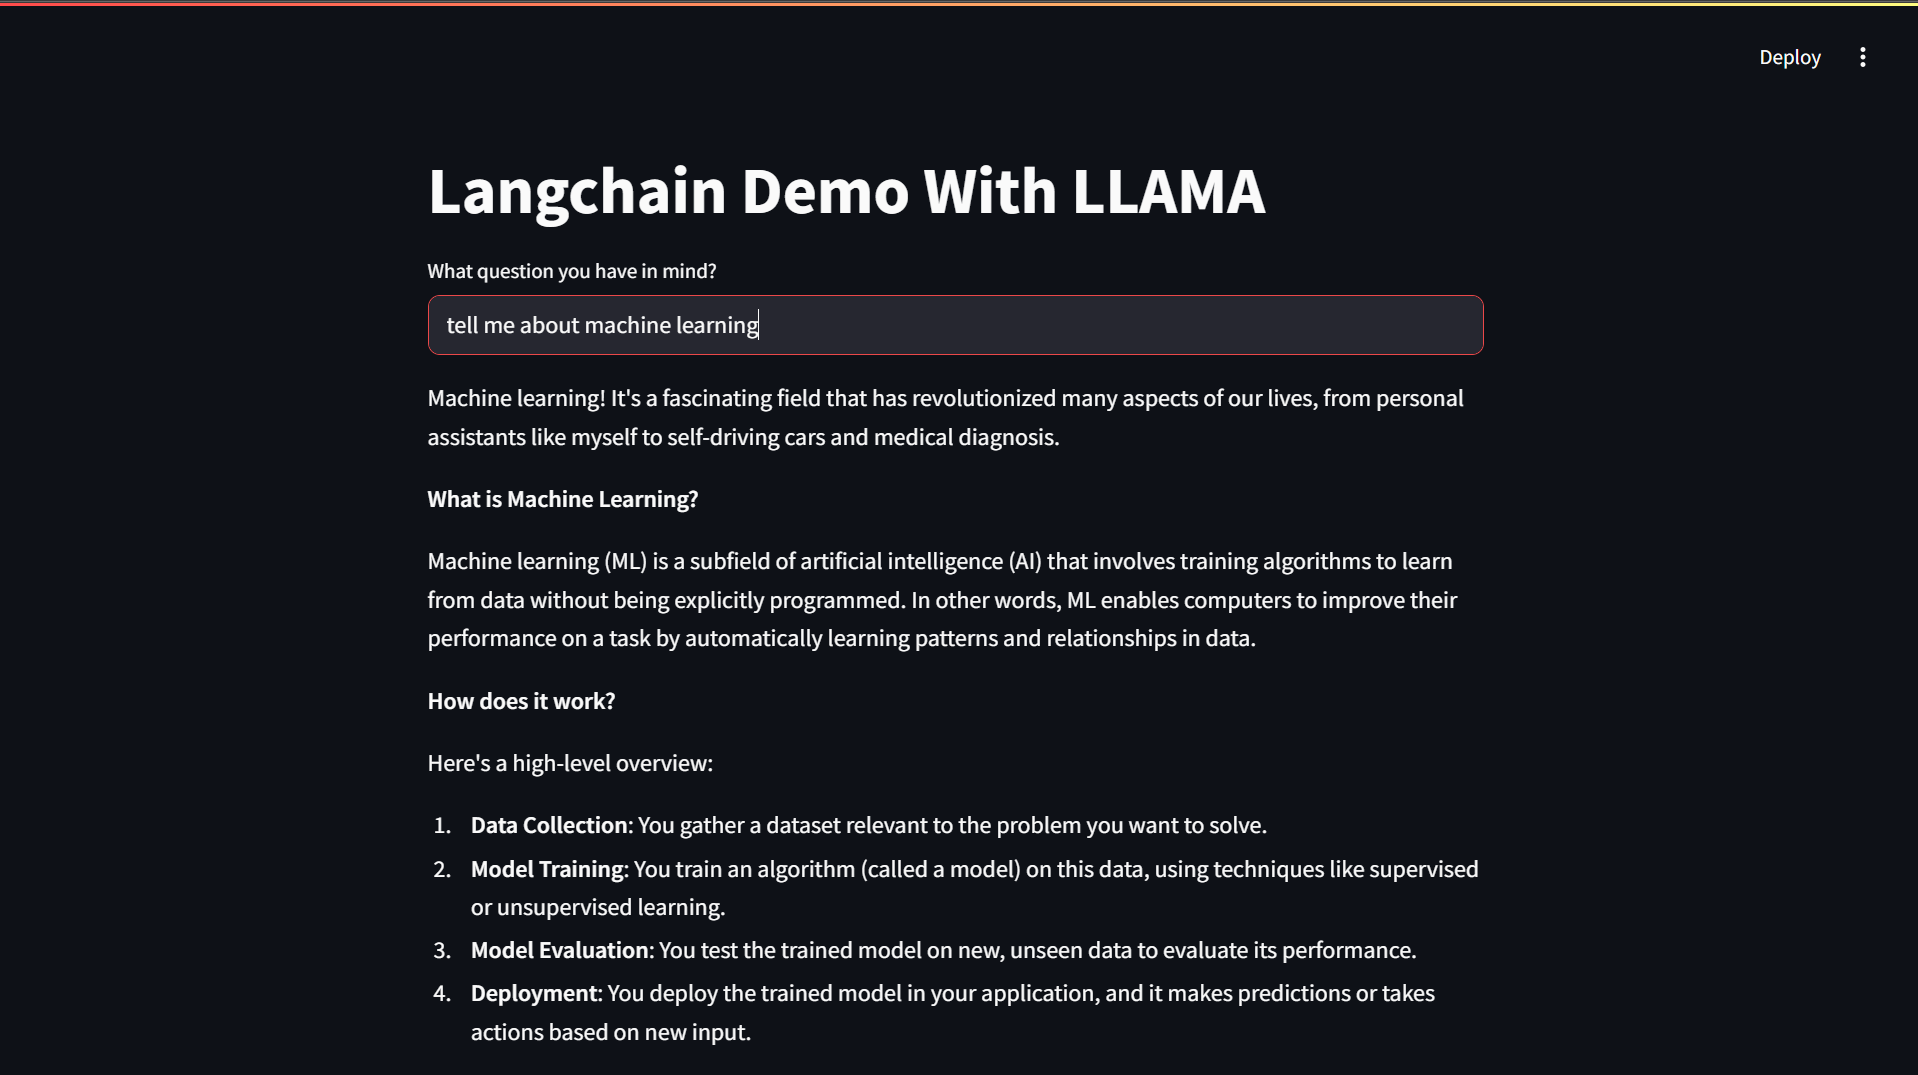 Deploy
Langchain Demo With LLAMA
What question you have in mind?
tell me about machine learning
Machine learning! It's a fascinating field that has revolutionized many aspects of our lives, from personal
assistants like myself to self-driving cars and medical diagnosis.
What is Machine Learning?
Machine learning (ML) is a subfield of artificial intelligence (AI) that involves training algorithms to learn
from data without being explicitly programmed. In other words, ML enables computers to improve their
performance on a task by automatically learning patterns and relationships in data.
How does it work?
Here's a high-level overview:
1. Data Collection: You gather a dataset relevant to the problem you want to solve.
2. Model Training: You train an algorithm (called a model) on this data, using techniques like supervised
or unsupervised learning.
3. Model Evaluation: You test the trained model on new, unseen data to evaluate its performance.
4. Deployment: You deploy the trained model in your application, and it makes predictions or takes
actions based on new input.